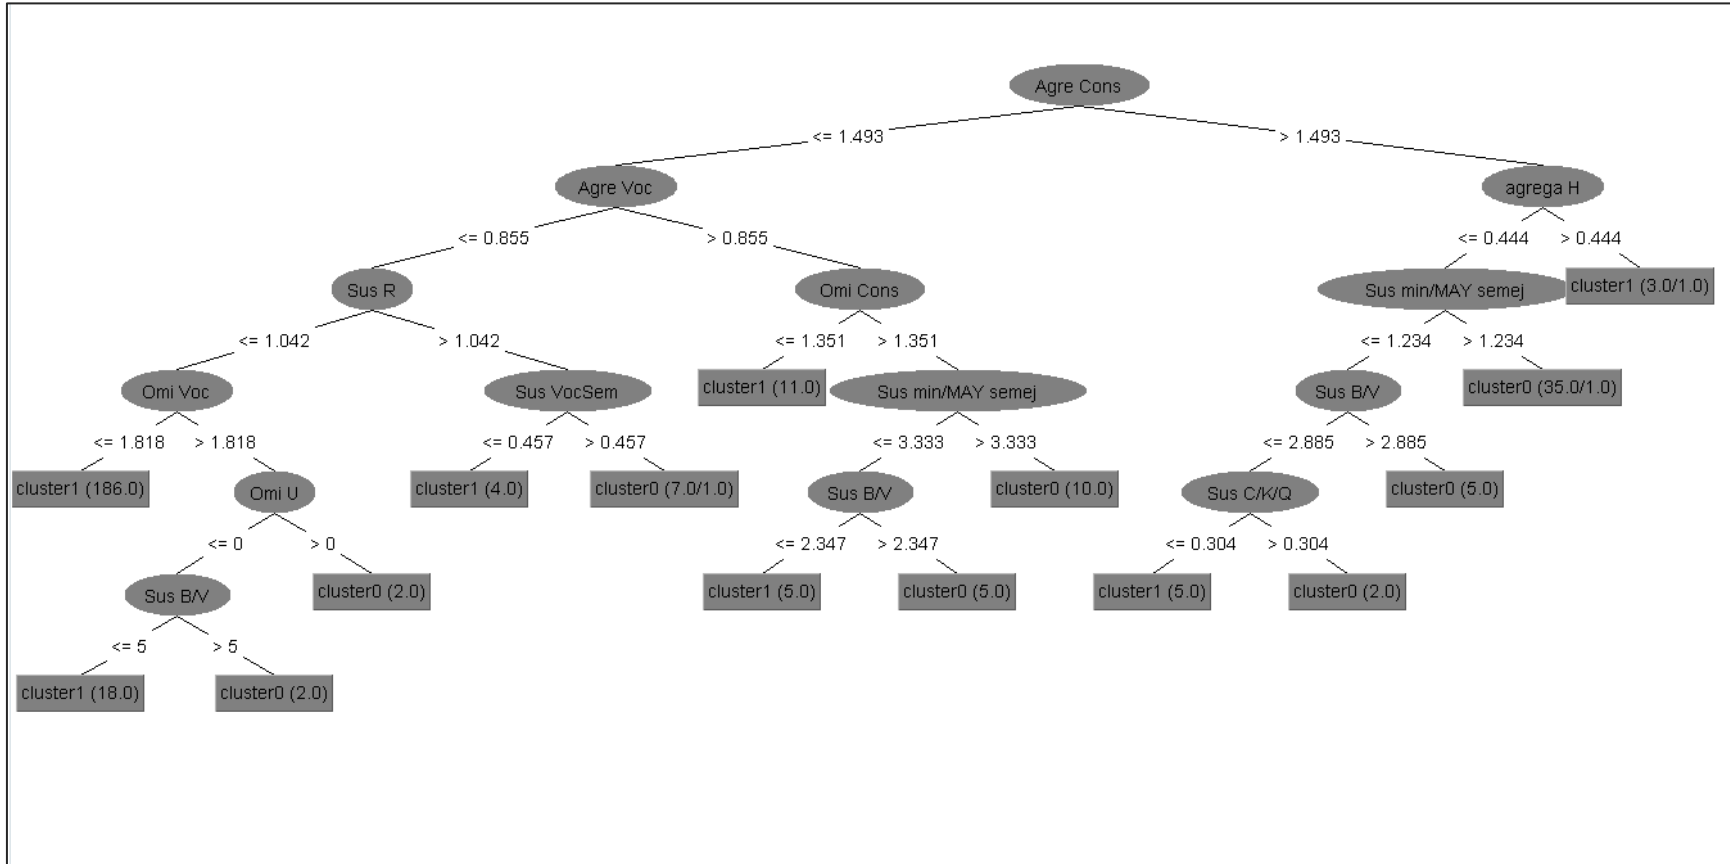 Agre Cons
<= 1.493 > 1.493
Agre Voc agrega H
<= 0.855 > 0.855 <= 0.444 > 0.444
Sus R Omi Cons Sus min/MAY semej cluster1 (3.0/1.0)
<= 1.042 > 1.042 <= 1.351 > 1.351 <= 1.234 > 1.234
Omi Voc Sus VocSem cluster1 (11.0) Sus min/MAY semej Sus B/V cluster0 (35.0/1.0)
<= 1.818 > 1.818 <= 0.457 > 0.457 <= 3.333 > 3.333 <= 2.885 > 2.885
cluster1 (186.0) Omi U cluster1 (4.0) cluster0 (7.0/1.0) Sus B/V cluster0 (10.0) Sus C/K/Q cluster0 (5.0)
<= 0 > 0 <= 2.347 > 2.347 <= 0.304 > 0.304
Sus B/V cluster0 (2.0) cluster1 (5.0) cluster0 (5.0) cluster1 (5.0) cluster0 (2.0)
<= 5 > 5
cluster1 (18.0) cluster0 (2.0)